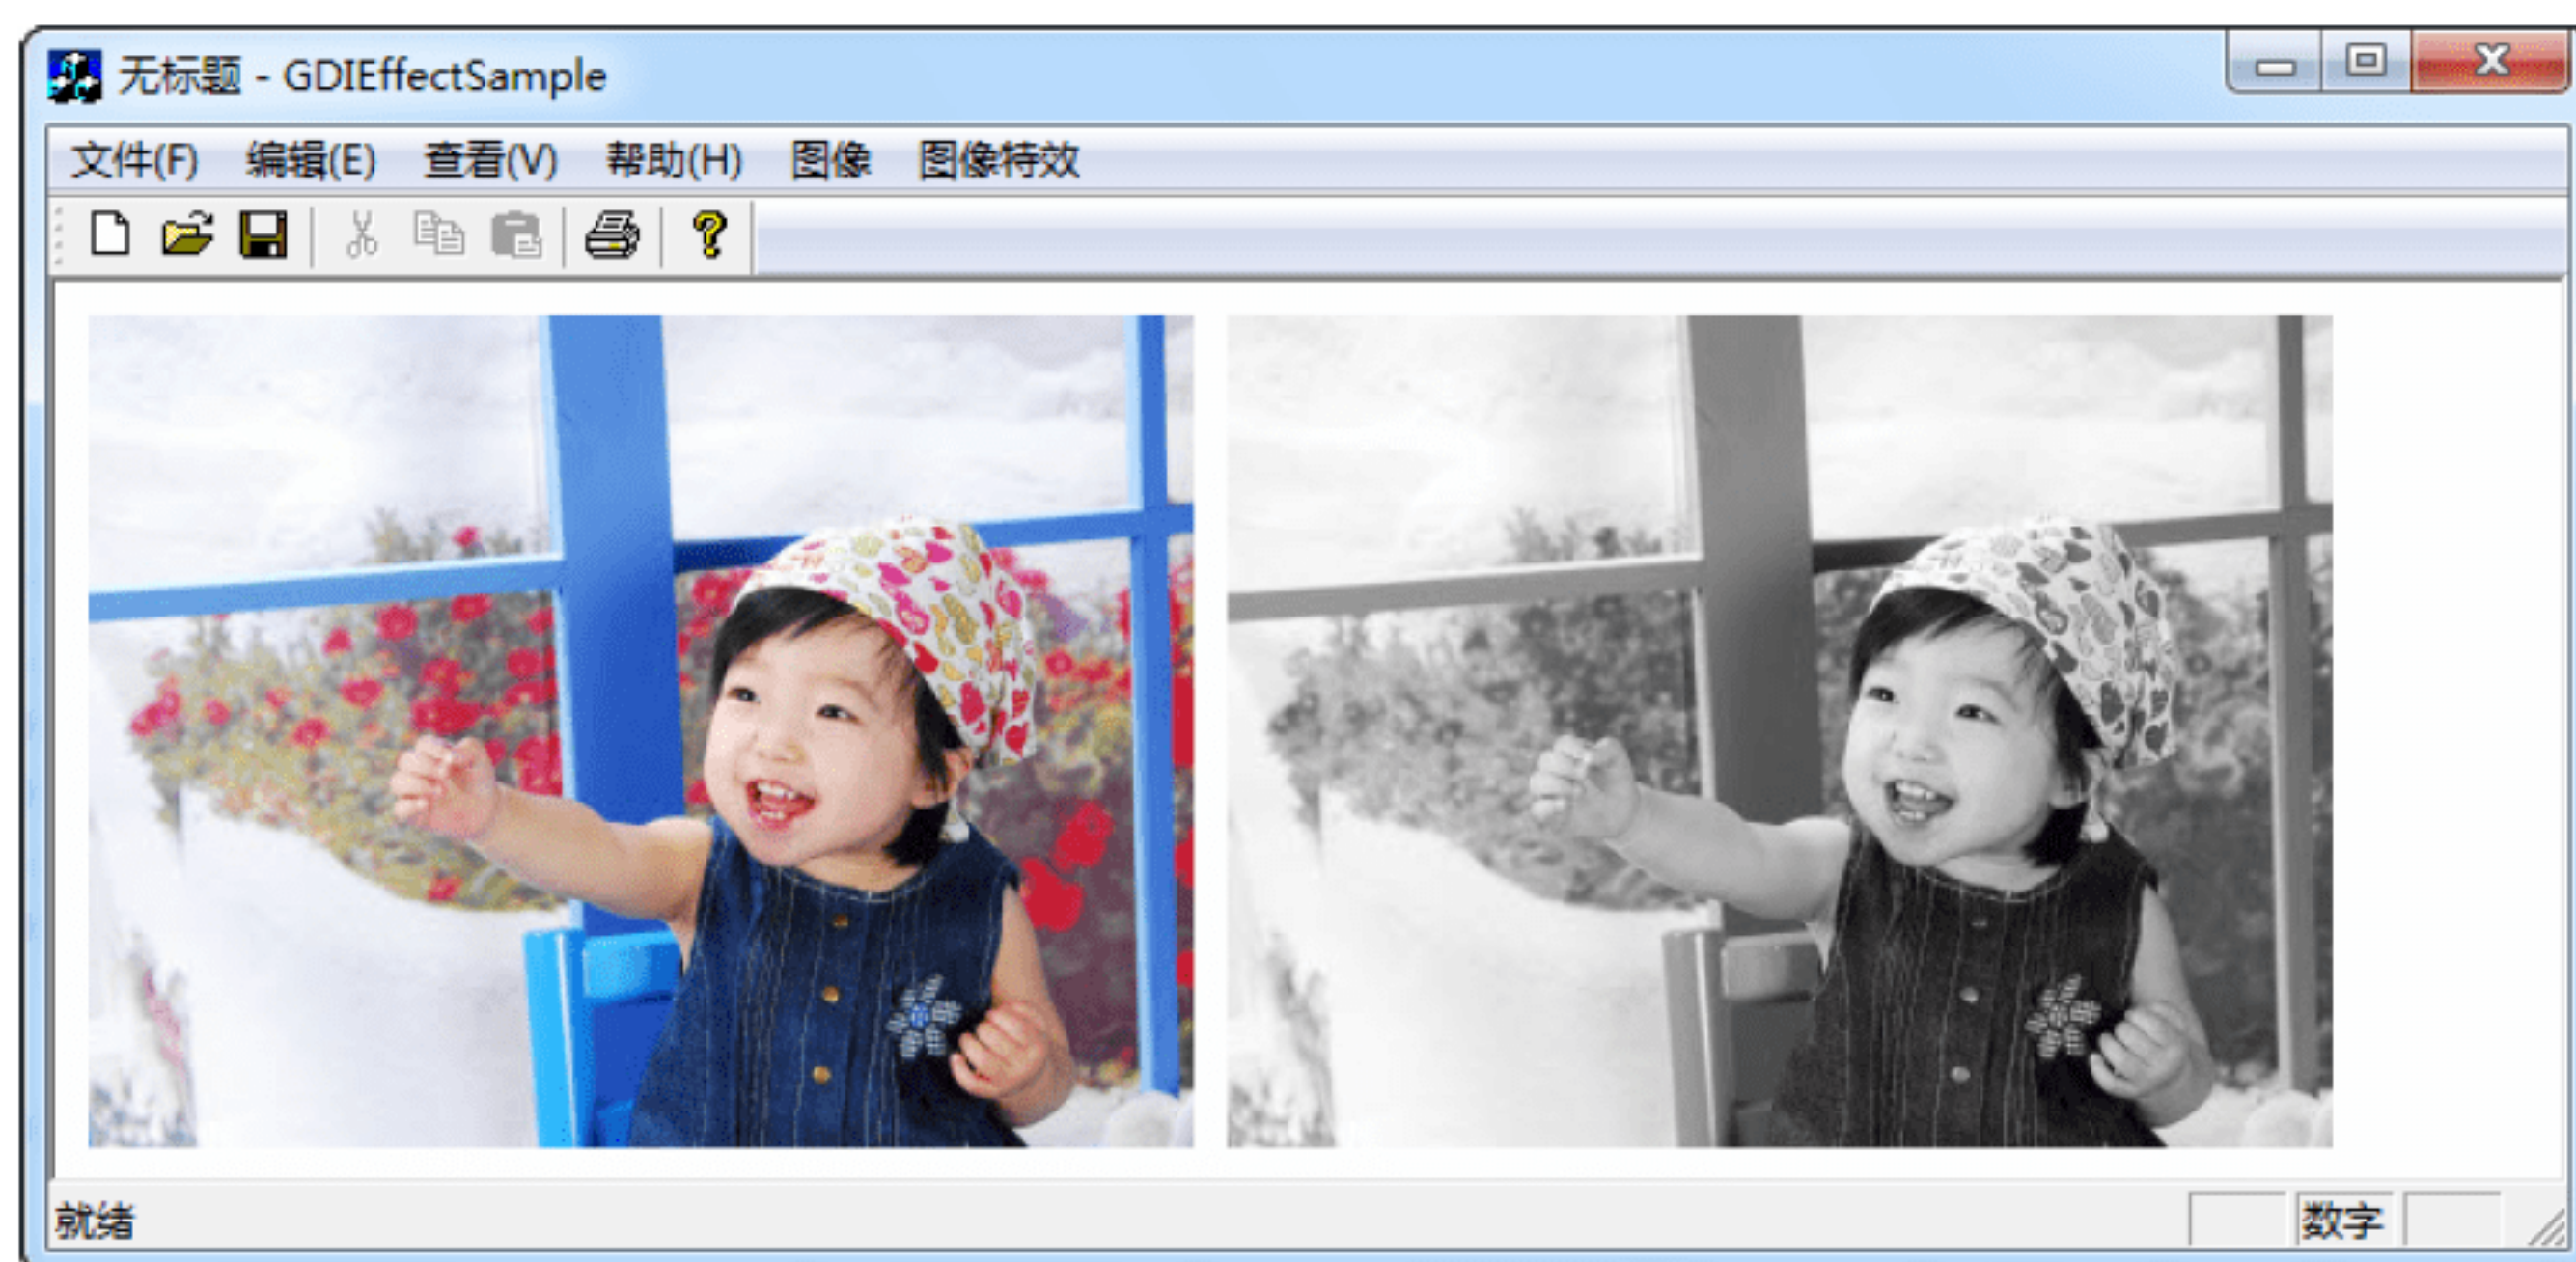 无标题 - GDIEffectSample
文件(F) 编辑(E) 查看(V) 帮助(H) 图像 图像特效
就绪 数字